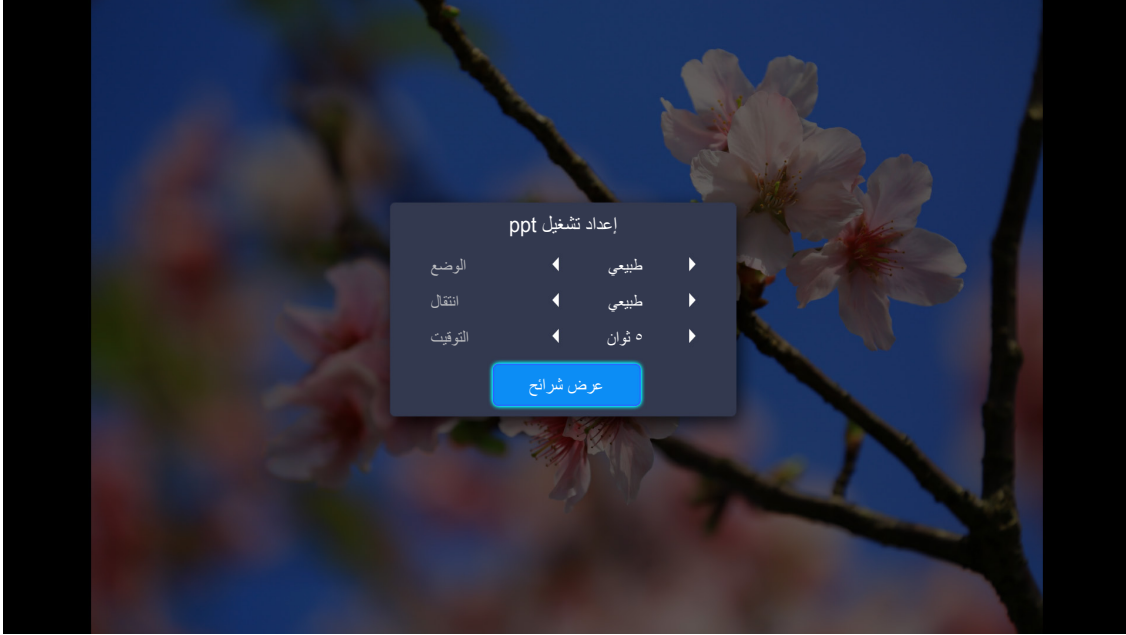 إعداد تشغيل ppt
الوضع طبيعي
انتقال طبيعي
التوقيت ٥ ثوان
عرض شرائح